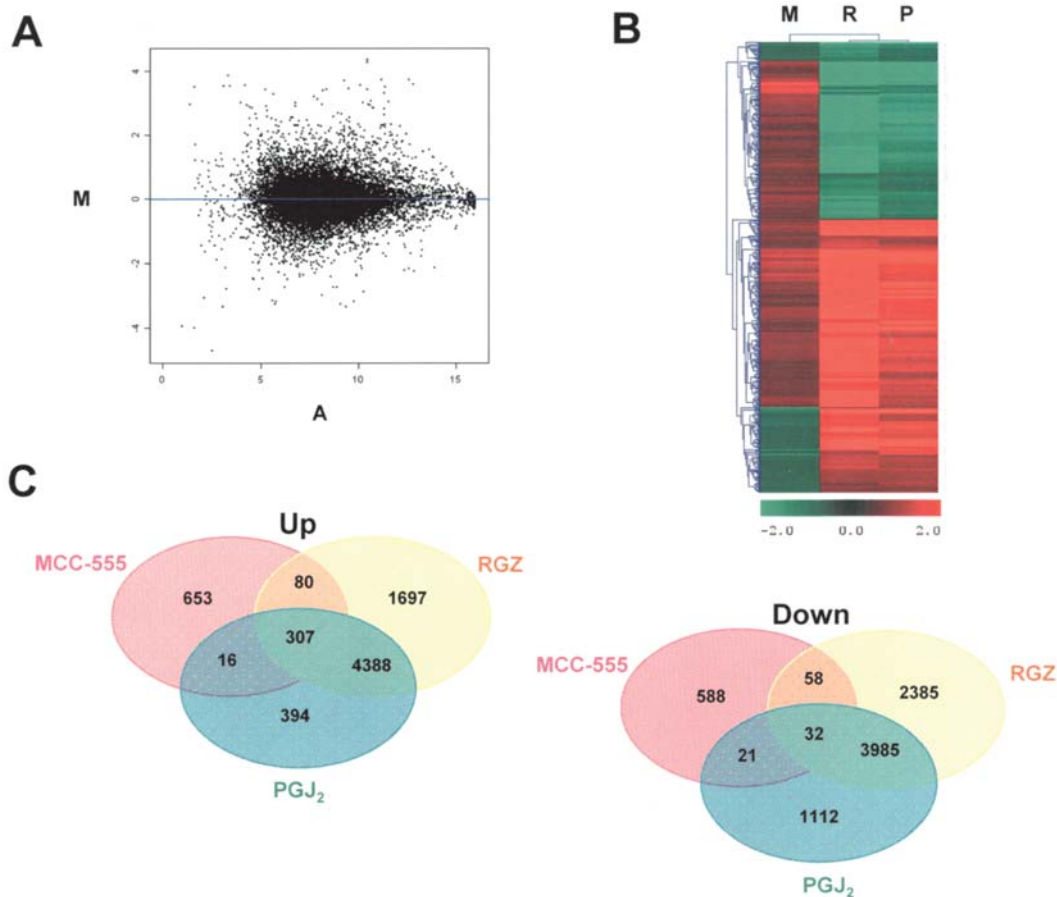 A
M
4
2
0
-2
-4
0
5
10
15
A
B
M R P
-2.0 0.0 2.0
C
Up
MCC-555
RGZ
653
80
1697
307
16
4388
394
PGJ₂
Down
MCC-555
RGZ
588
58
2385
32
21
3985
1112
PGJ₂